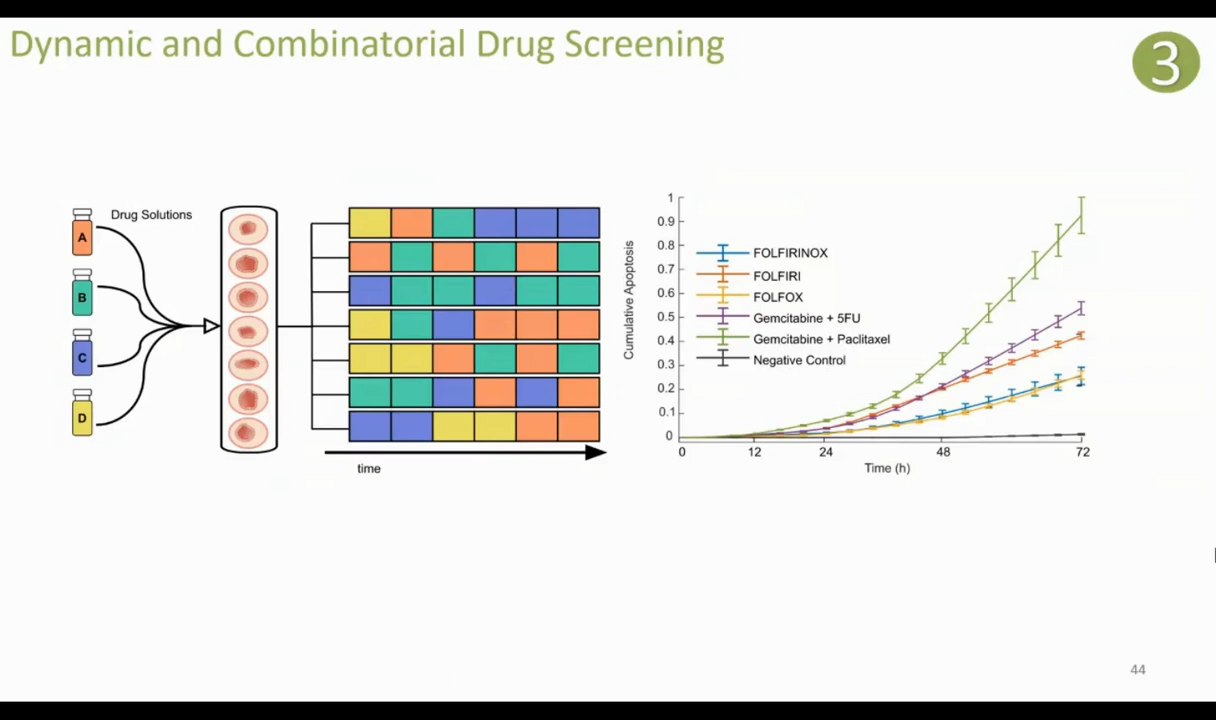 Dynamic and Combinatorial Drug Screening
3
Drug Solutions
A
B
C
D
time
Cumulative Apoptosis
1
0.9
0.8
0.7
0.6
0.5
0.4
0.3
0.2
0.1
0
FOLFIRINOX
FOLFIRI
FOLFOX
Gemcitabine + 5FU
Gemcitabine + Paclitaxel
Negative Control
0 12 24 48 72
Time (h)
44